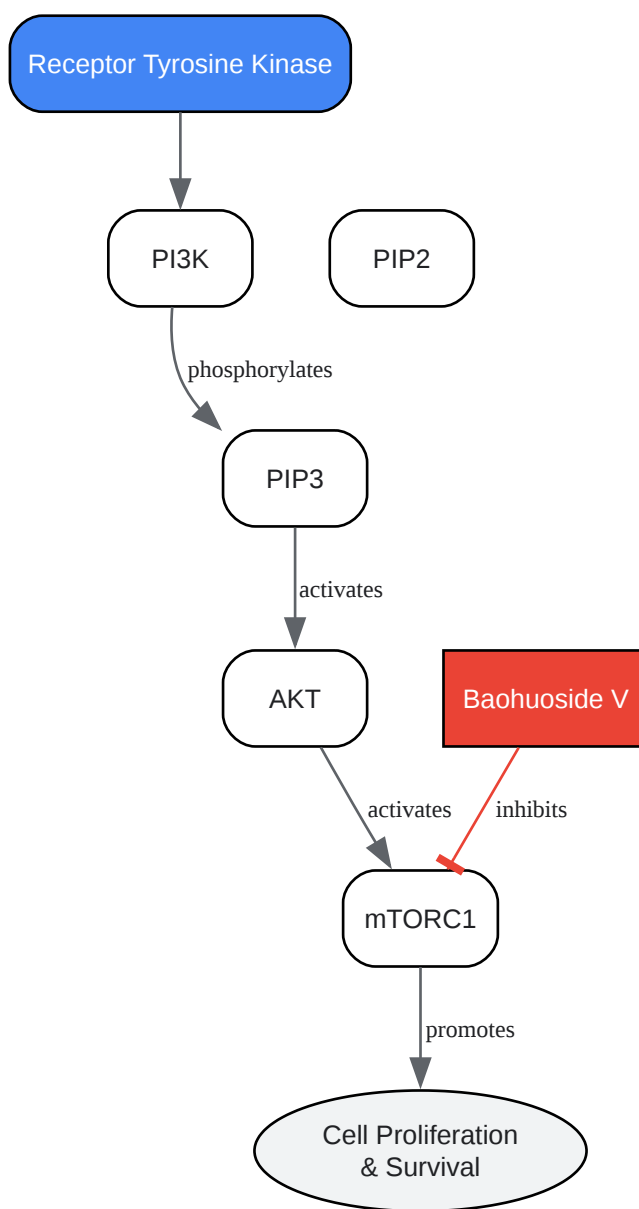 Receptor Tyrosine Kinase
PI3K
PIP2
phosphorylates
PIP3
activates
AKT
Baohuoside V
activates
inhibits
mTORC1
promotes
Cell Proliferation
& Survival